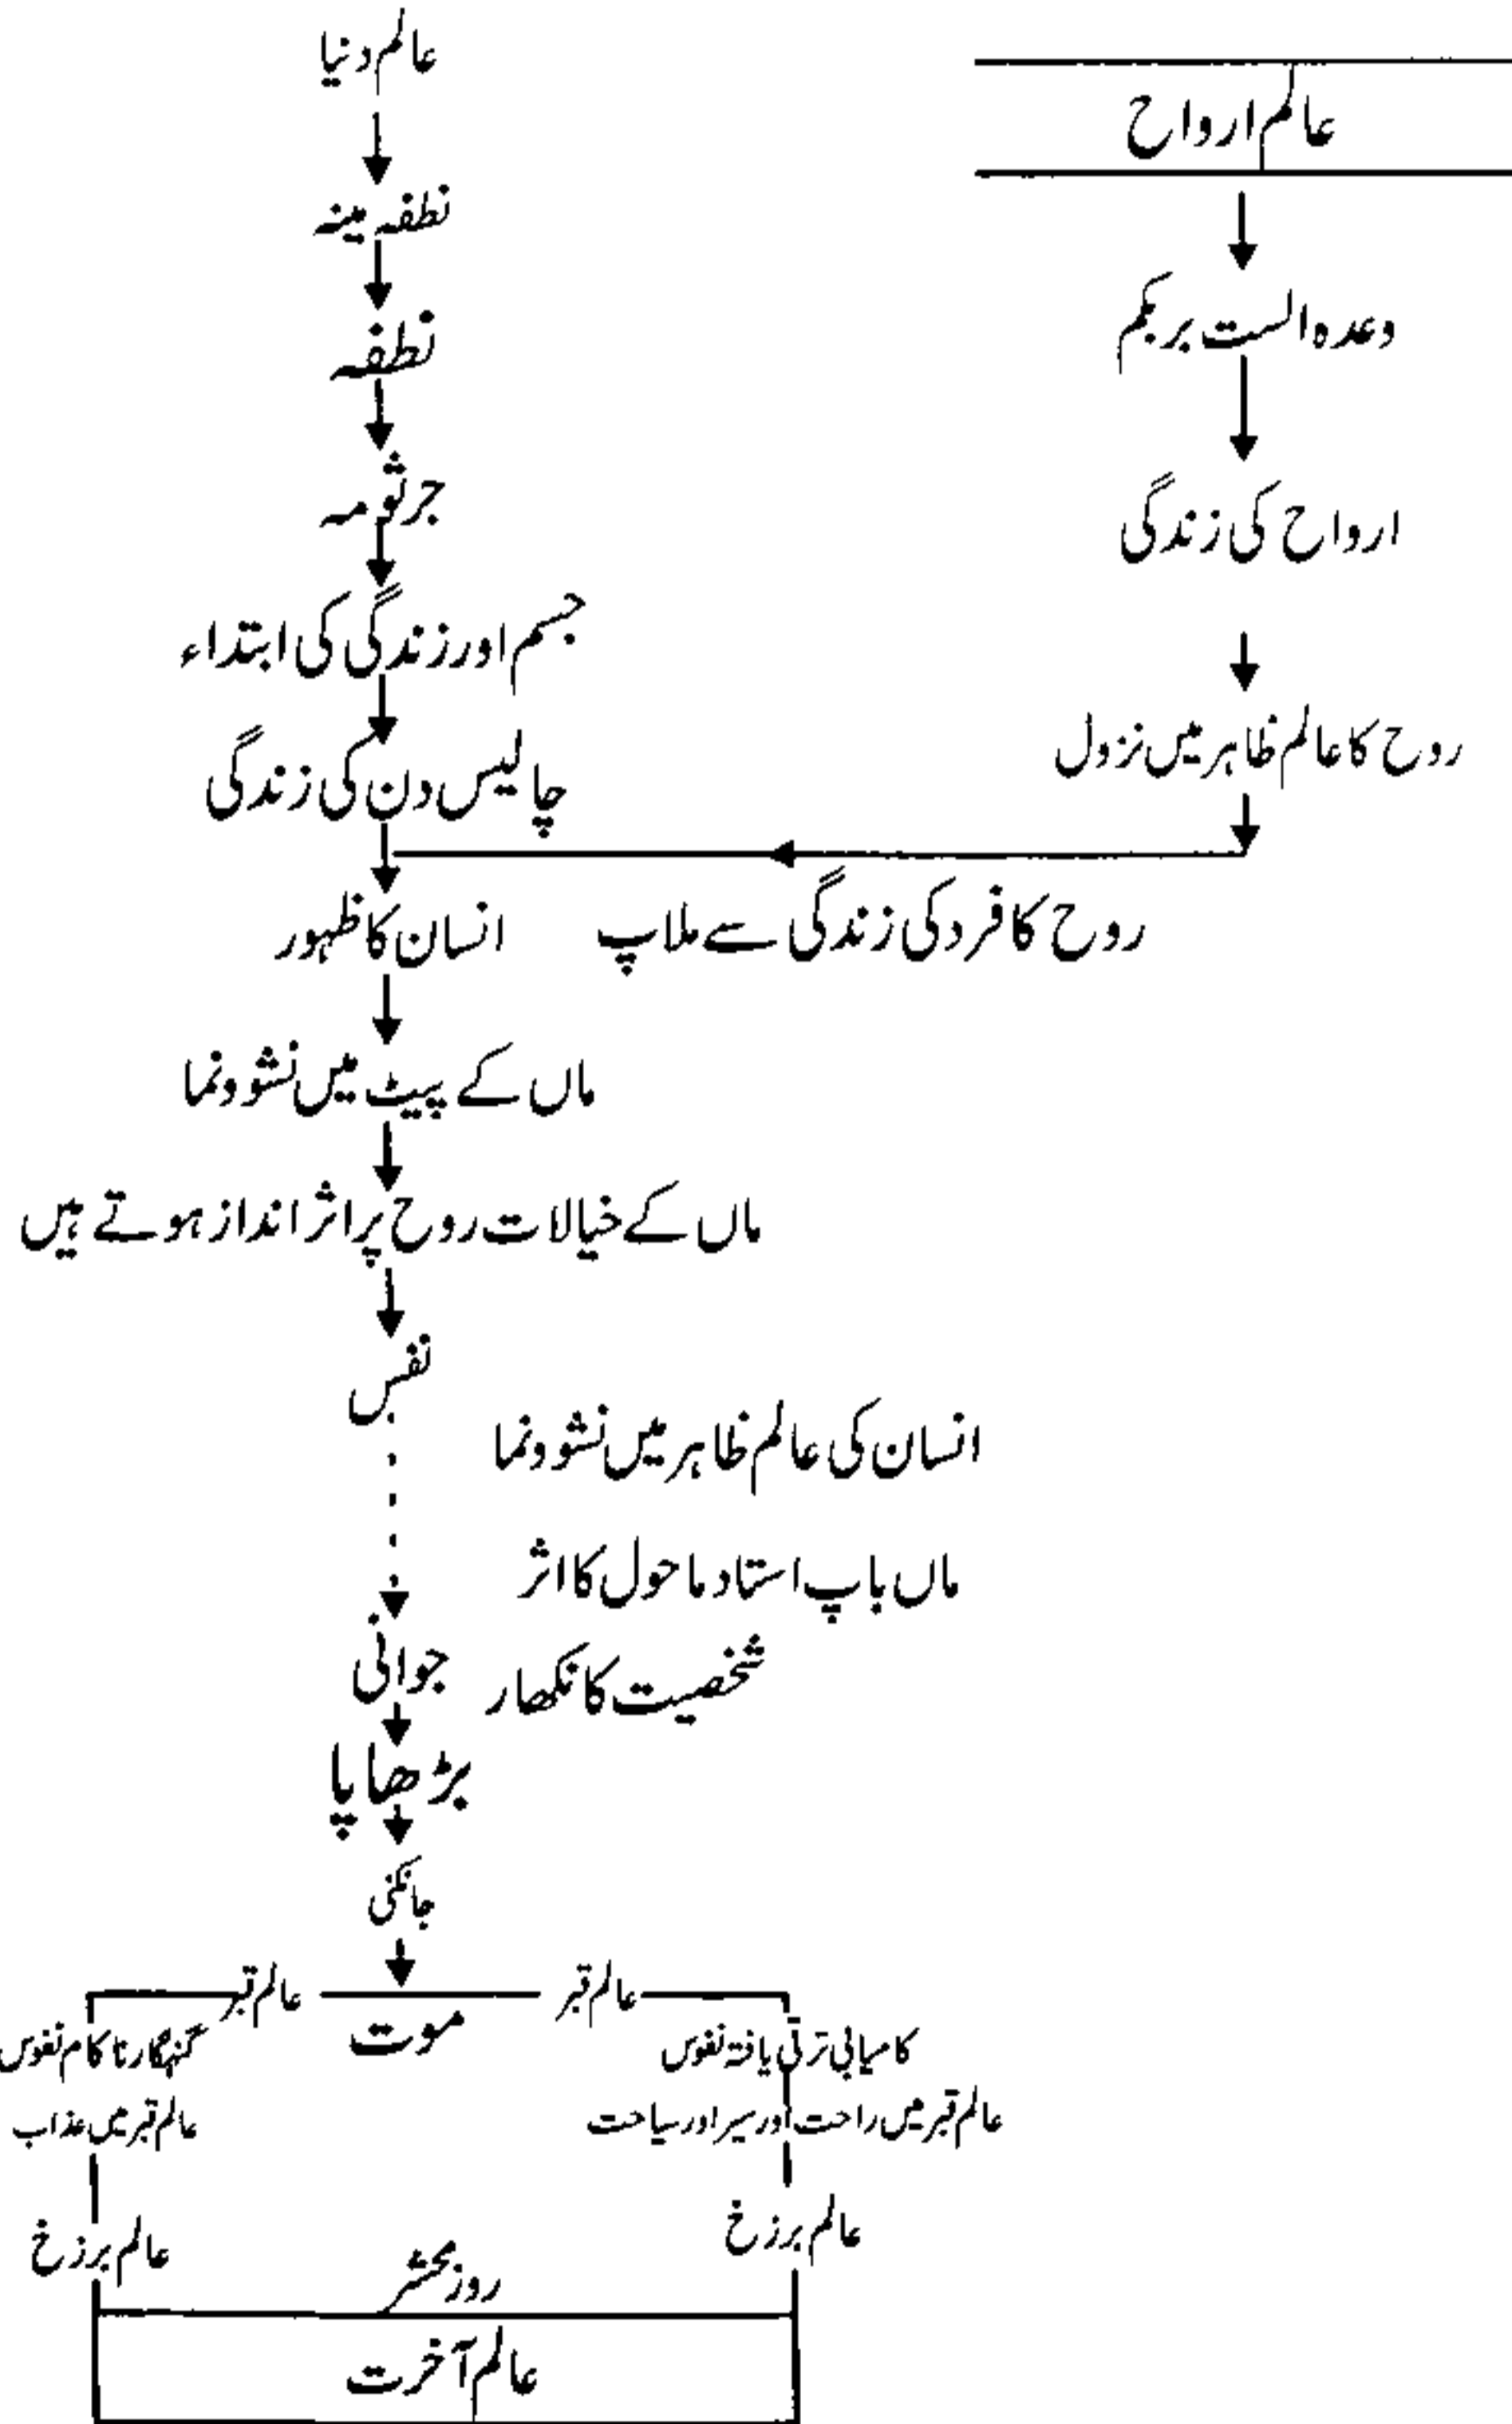 عالم ارواح
وعدہ الست بربکم
ارواح کی زندگی
روح کا عالم ظاہر میں نزول
روح کا فرد کی زندگی سے ملاپ
عالم دنیا
نطفہ مینہ
نطفہ
جرثومہ
جسم اور زندگی کی ابتداء
چالیس دن کی زندگی
انسان کا ظہور
ماں کے پیٹ میں نشوونما
ماں کے خیالات روح پر اثر انداز ہوتے ہیں
نفس
انسان کی عالم ظاہر میں نشوونما
ماں باپ استاد ماحول کا اثر
شخصیت کا نکھار
جوانی
بڑھاپا
جانکنی
عالم قبر
عالم قبر
موت
کامیابی ترقی یافتہ نفوس
گنہگار ناکام نفوس
عالم قبر میں راحت اور سیر اور سیاحت
عالم قبر میں عذاب
عالم برزخ
عالم برزخ
روز محشر
عالم آخرت